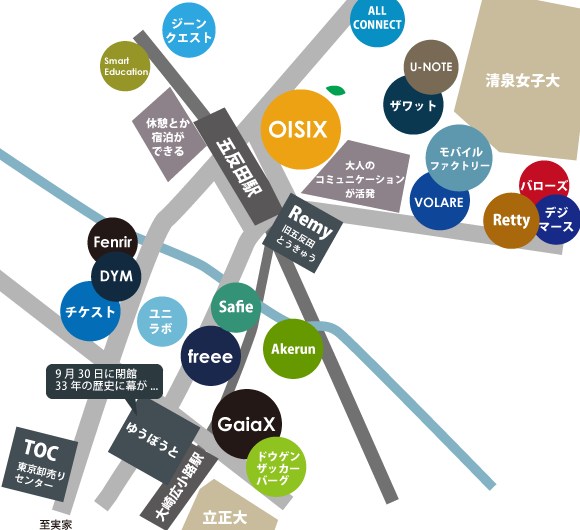 ALL
CONNECT
ジーン
クエスト
Smart
Education
U-NOTE
清泉女子大
ザワット
休憩とか
宿泊が
できる
OISIX
五反田駅
モバイル
ファクトリー
大人の
コミュニケーション
が活発
バローズ
VOLARE
Retty
デジ
マース
Remy
旧五反田
とうきゅう
Fenrir
DYM
チケスト
ユニ
ラボ
Safie
freee
Akerun
9月30日に閉館
33年の歴史に幕が...
GaiaX
ゆうぽうと
TOC
東京卸売り
センター
大崎広小路駅
ドウゲン
ザッカー
バーグ
立正大
至実家